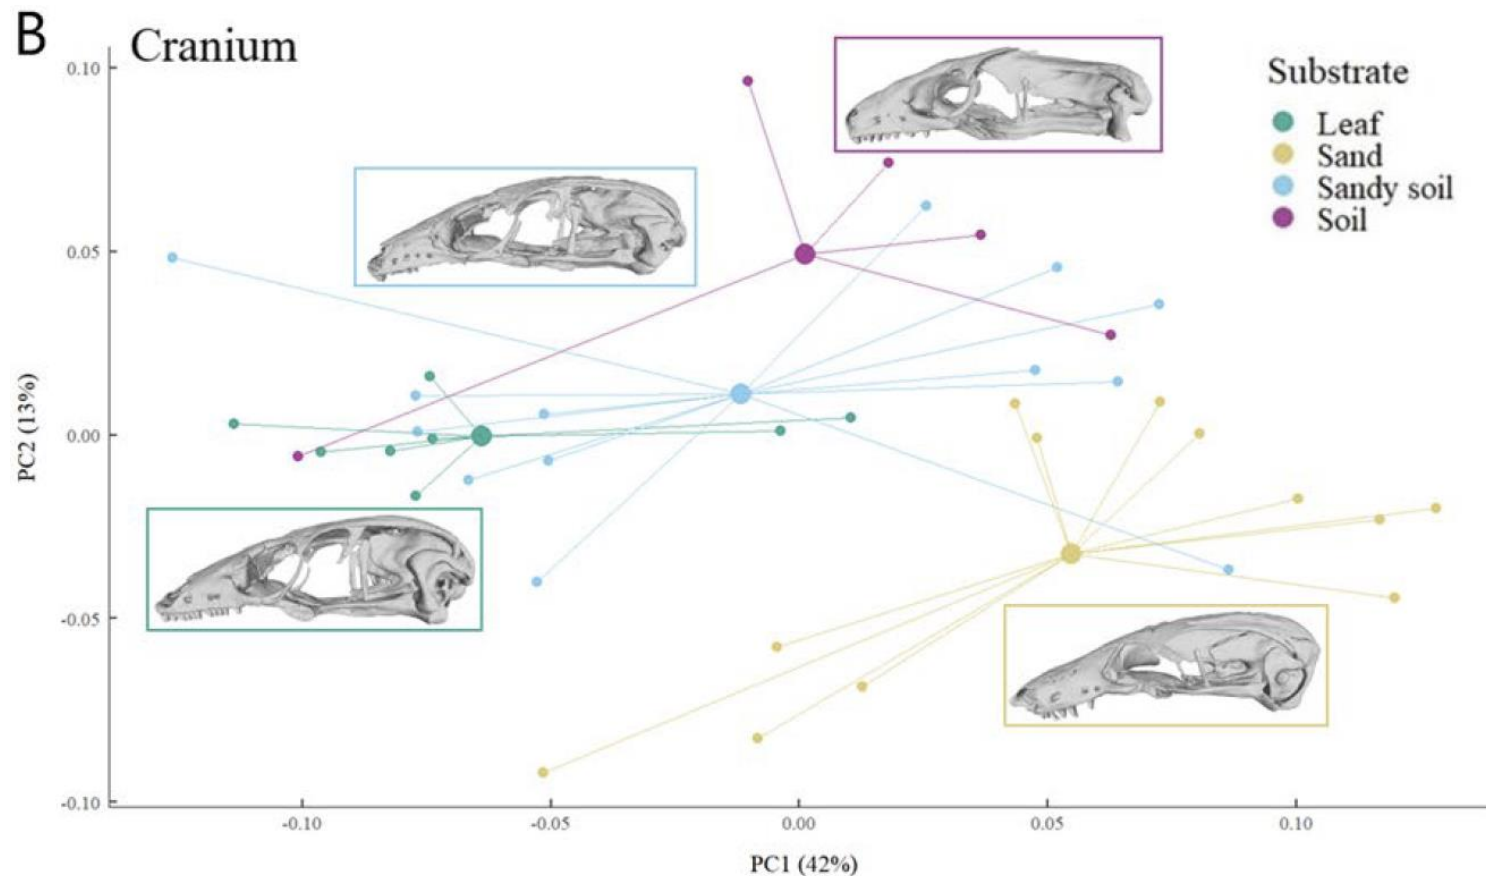 B Cranium
Substrate
Leaf
Sand
Sandy soil
Soil
0.10
0.05
0.00
-0.05
-0.10
PC2 (13%)
-0.10 -0.05 0.00 0.05 0.10
PC1 (42%)